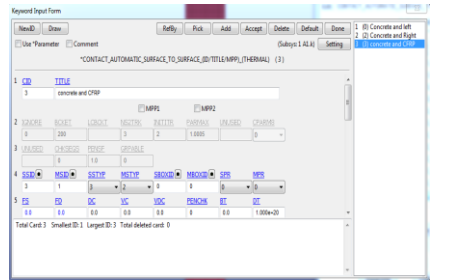 Keyword Input Form
NewID Draw RefBy Pick Add Accept Delete Default Done
Use *Parameter Comment (Subsys: 1 A1.k) Setting
*CONTACT_AUTOMATIC_SURFACE_TO_SURFACE_(ID/TITLE/MPP)_(THERMAL) (3)
1 CID TITLE
3 concrete and CFRP
MPP1 MPP2
2 IGNORE BCKET LCBCKT NS2TRK INITITR PARMAX UNUSED CPARM8
0 200 3 2 1.0005 0
3 UNUSED CHKSEGS PENSF GRPABLE
0 1.0 0
4 SSID MSID SSTYP MSTYP SBOXID MBOXID SPR MPR
3 1 3 2 0 0 0 0
5 FS FD DC VC VDC PENCHK BT DT
0.0 0.0 0.0 0.0 0.0 0 0.0 1.000e+20
Total Card: 3 Smallest ID: 1 Largest ID: 3 Total deleted card: 0
1 (0) Concrete and left
2 (2) Concrete and Right
3 (3) concrete and CFRP